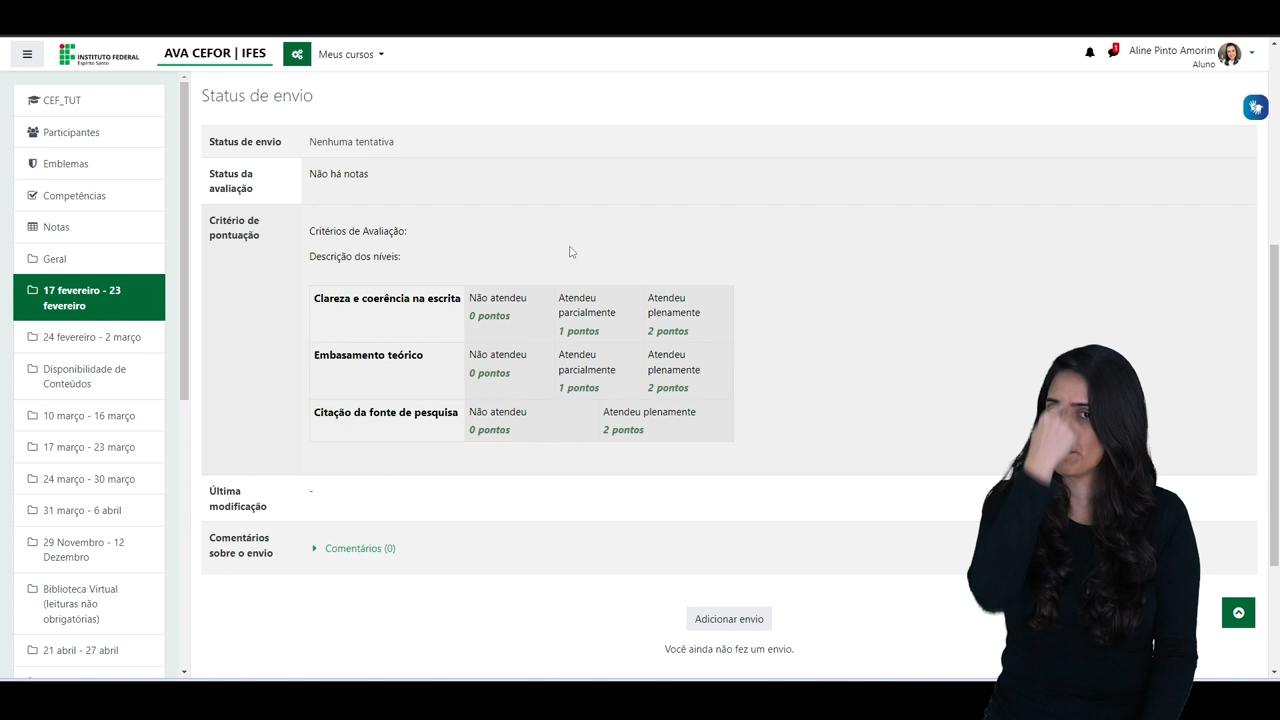 INSTITUTO FEDERAL
Espírito Santo
AVA CEFOR | IFES
Meus cursos
Aline Pinto Amorim
Aluno
CEF_TUT
Participantes
Emblemas
Competências
Notas
Geral
17 fevereiro - 23
fevereiro
24 fevereiro - 2 março
Disponibilidade de
Conteúdos
10 março - 16 março
17 março - 23 março
24 março - 30 março
31 março - 6 abril
29 Novembro - 12
Dezembro
Biblioteca Virtual
(leituras não
obrigatórias)
21 abril - 27 abril
Status de envio
Status de envio
Nenhuma tentativa
Status da
avaliação
Não há notas
Critério de
pontuação
Critérios de Avaliação:
Descrição dos níveis:
Clareza e coerência na escrita
Não atendeu
0 pontos
Atendeu
parcialmente
1 pontos
Atendeu
plenamente
2 pontos
Embasamento teórico
Não atendeu
0 pontos
Atendeu
parcialmente
1 pontos
Atendeu
plenamente
2 pontos
Citação da fonte de pesquisa
Não atendeu
0 pontos
Atendeu plenamente
2 pontos
Última
modificação
-
Comentários
sobre o envio
Comentários (0)
Adicionar envio
Você ainda não fez um envio.